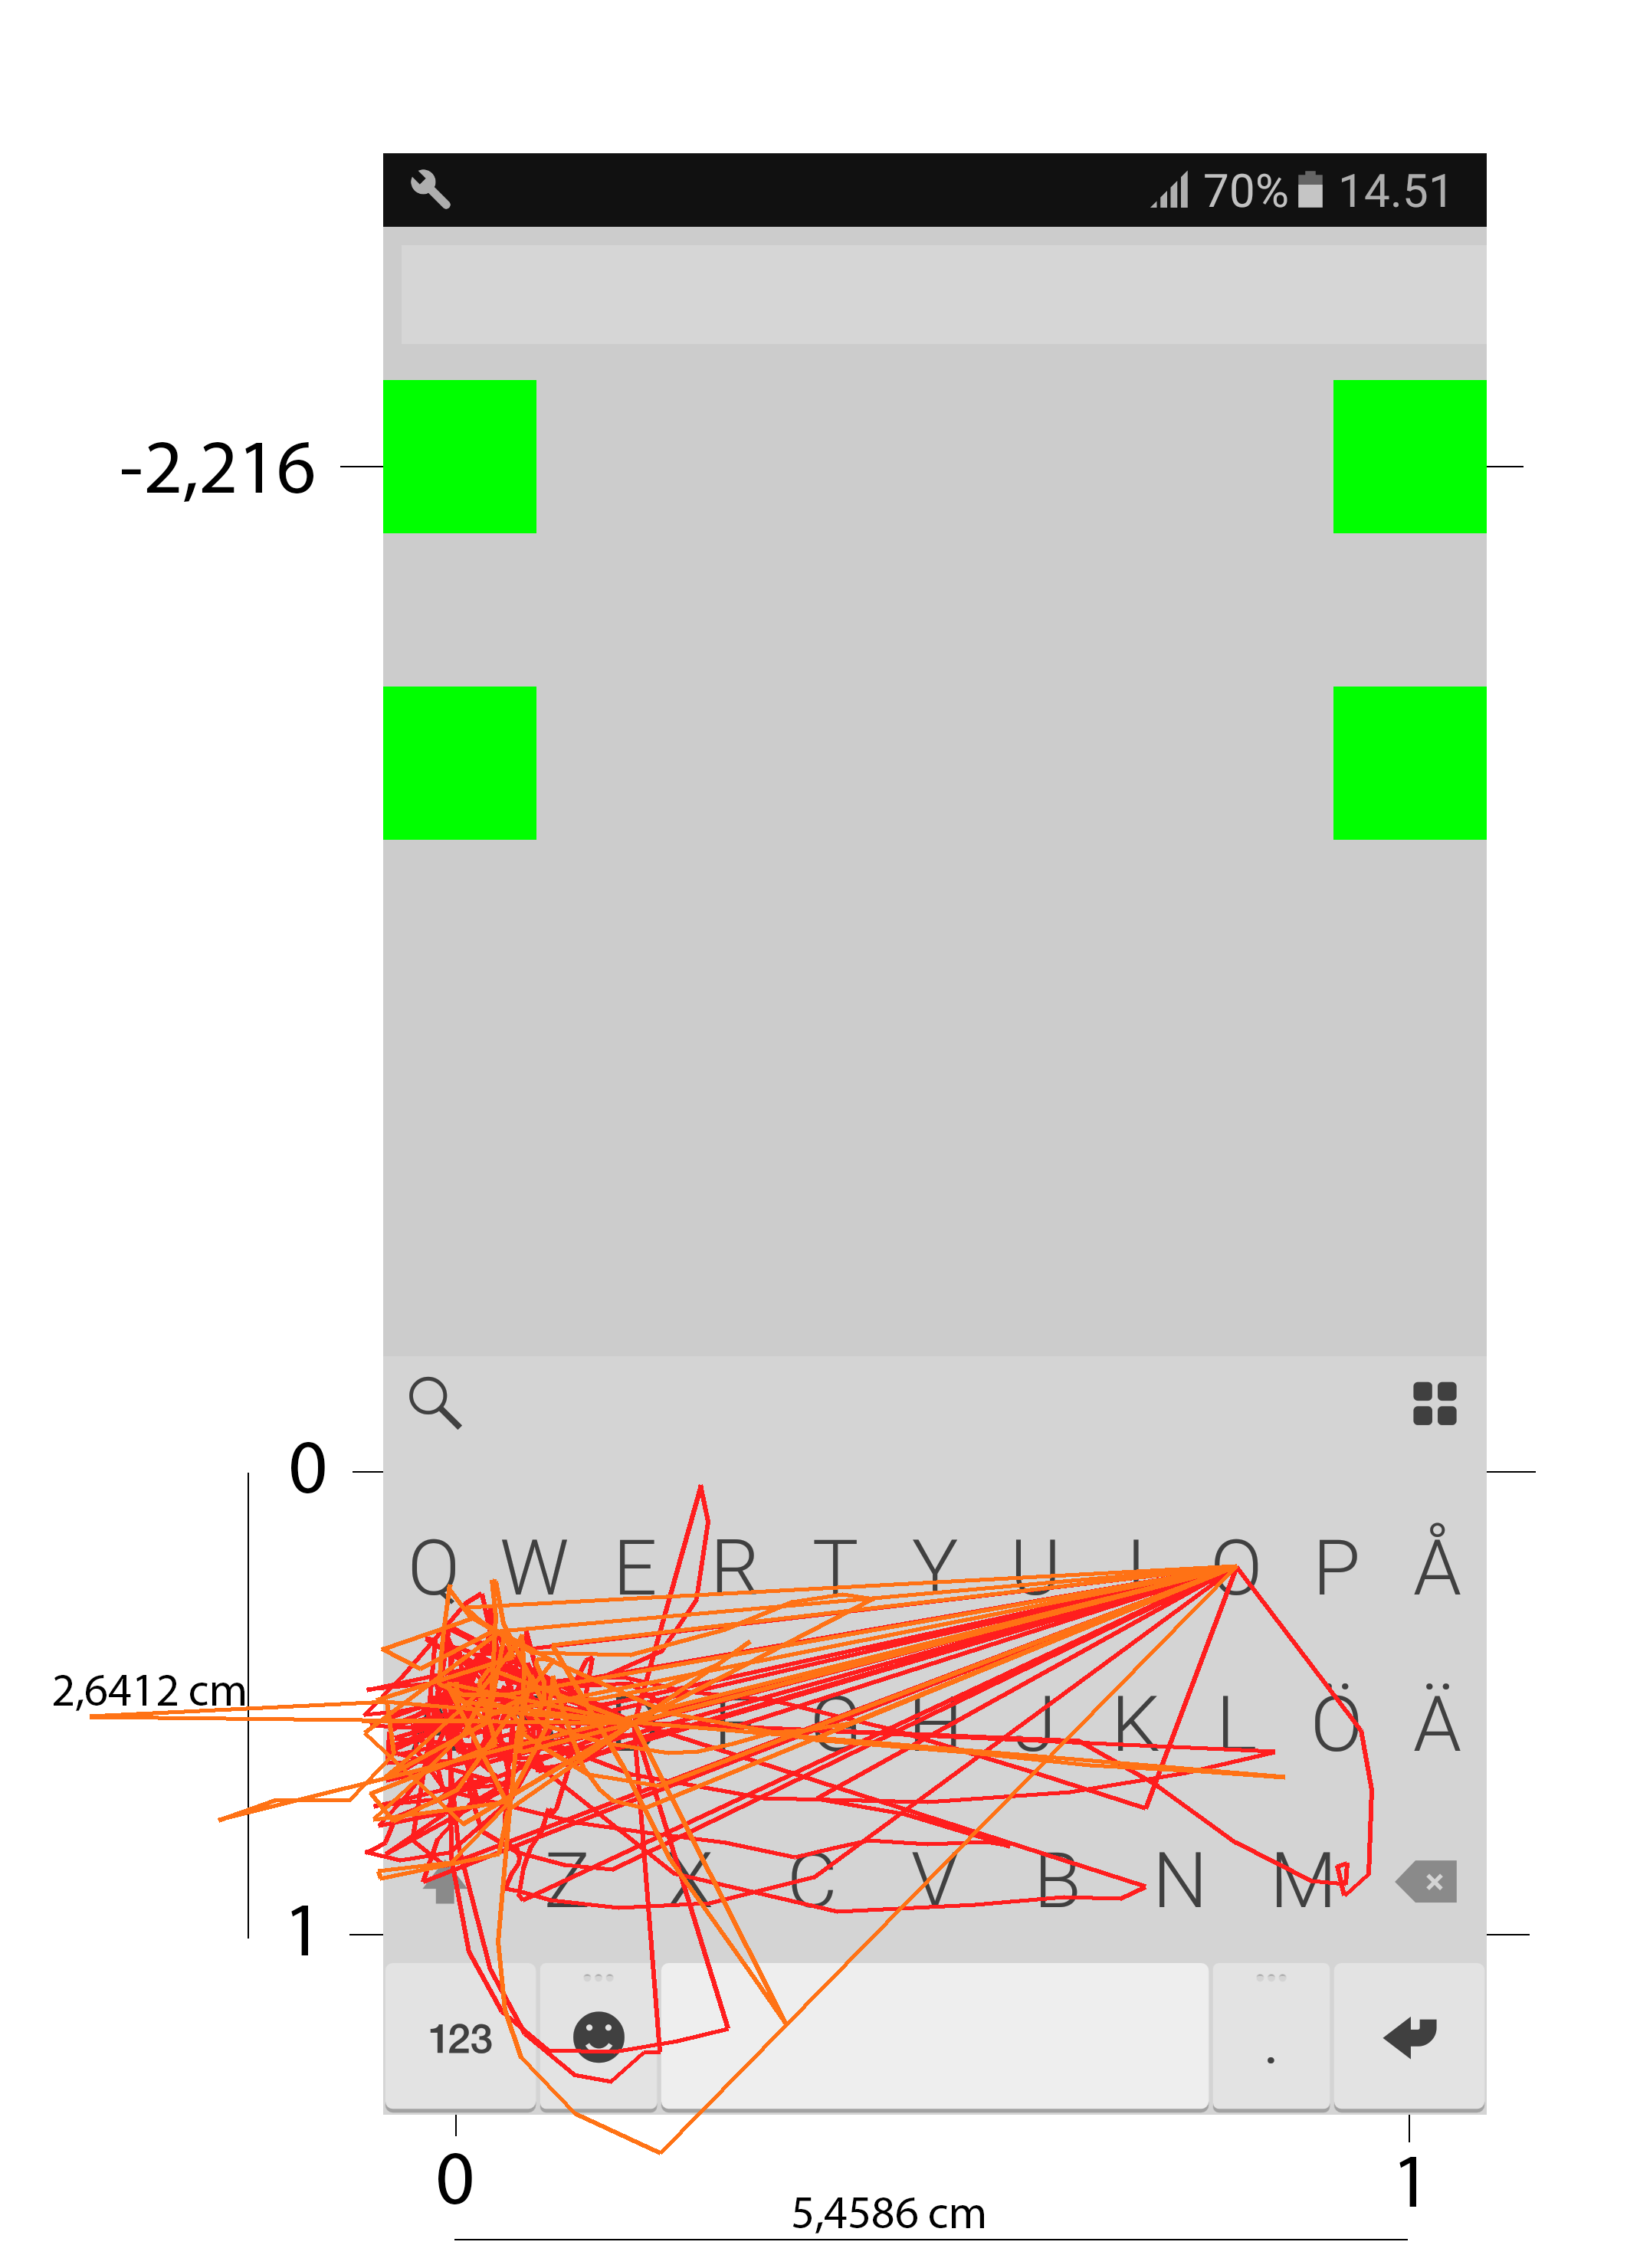 70% 14.51
-2,216
0
Q W E R T Y U I O P Å
2,6412 cm
D F G H J K L Ö Ä
Z X C V B N M
1
123 .
0 1
5,4586 cm